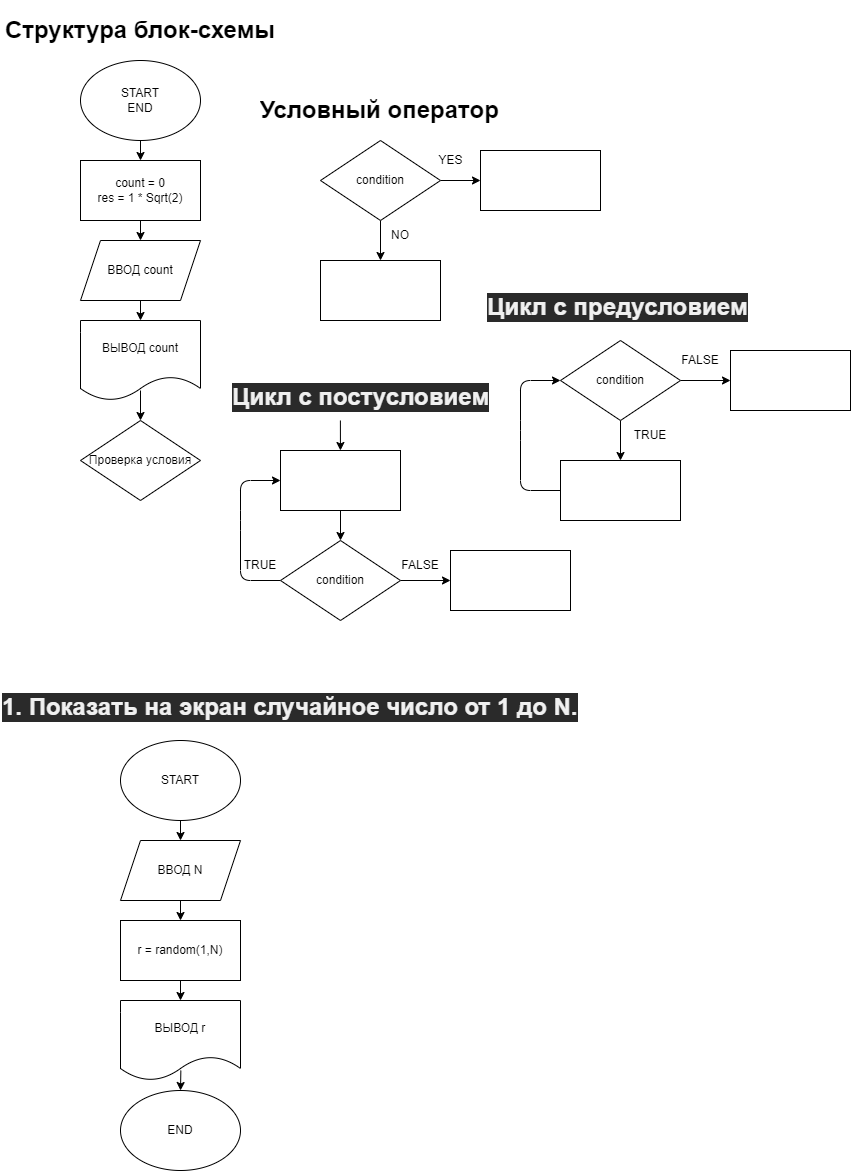 Структура блок-схемы
START
END
count = 0
res = 1 * Sqrt(2)
ВВОД count
ВЫВОД count
Проверка условия
Условный оператор
condition
YES
NO
Цикл с предусловием
condition
FALSE
TRUE
Цикл с постусловием
TRUE
condition
FALSE
1. Показать на экран случайное число от 1 до N.
START
ВВОД N
r = random(1,N)
ВЫВОД r
END